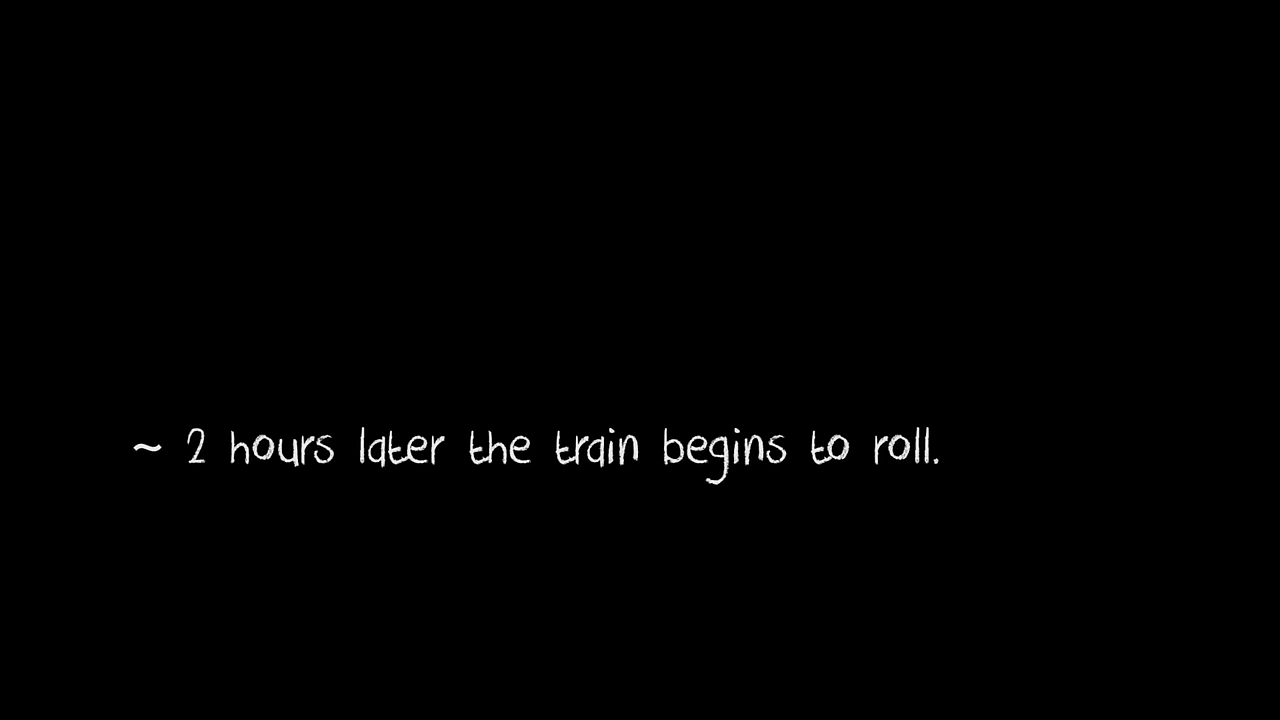 ~ 2 hours later the train begins to roll.